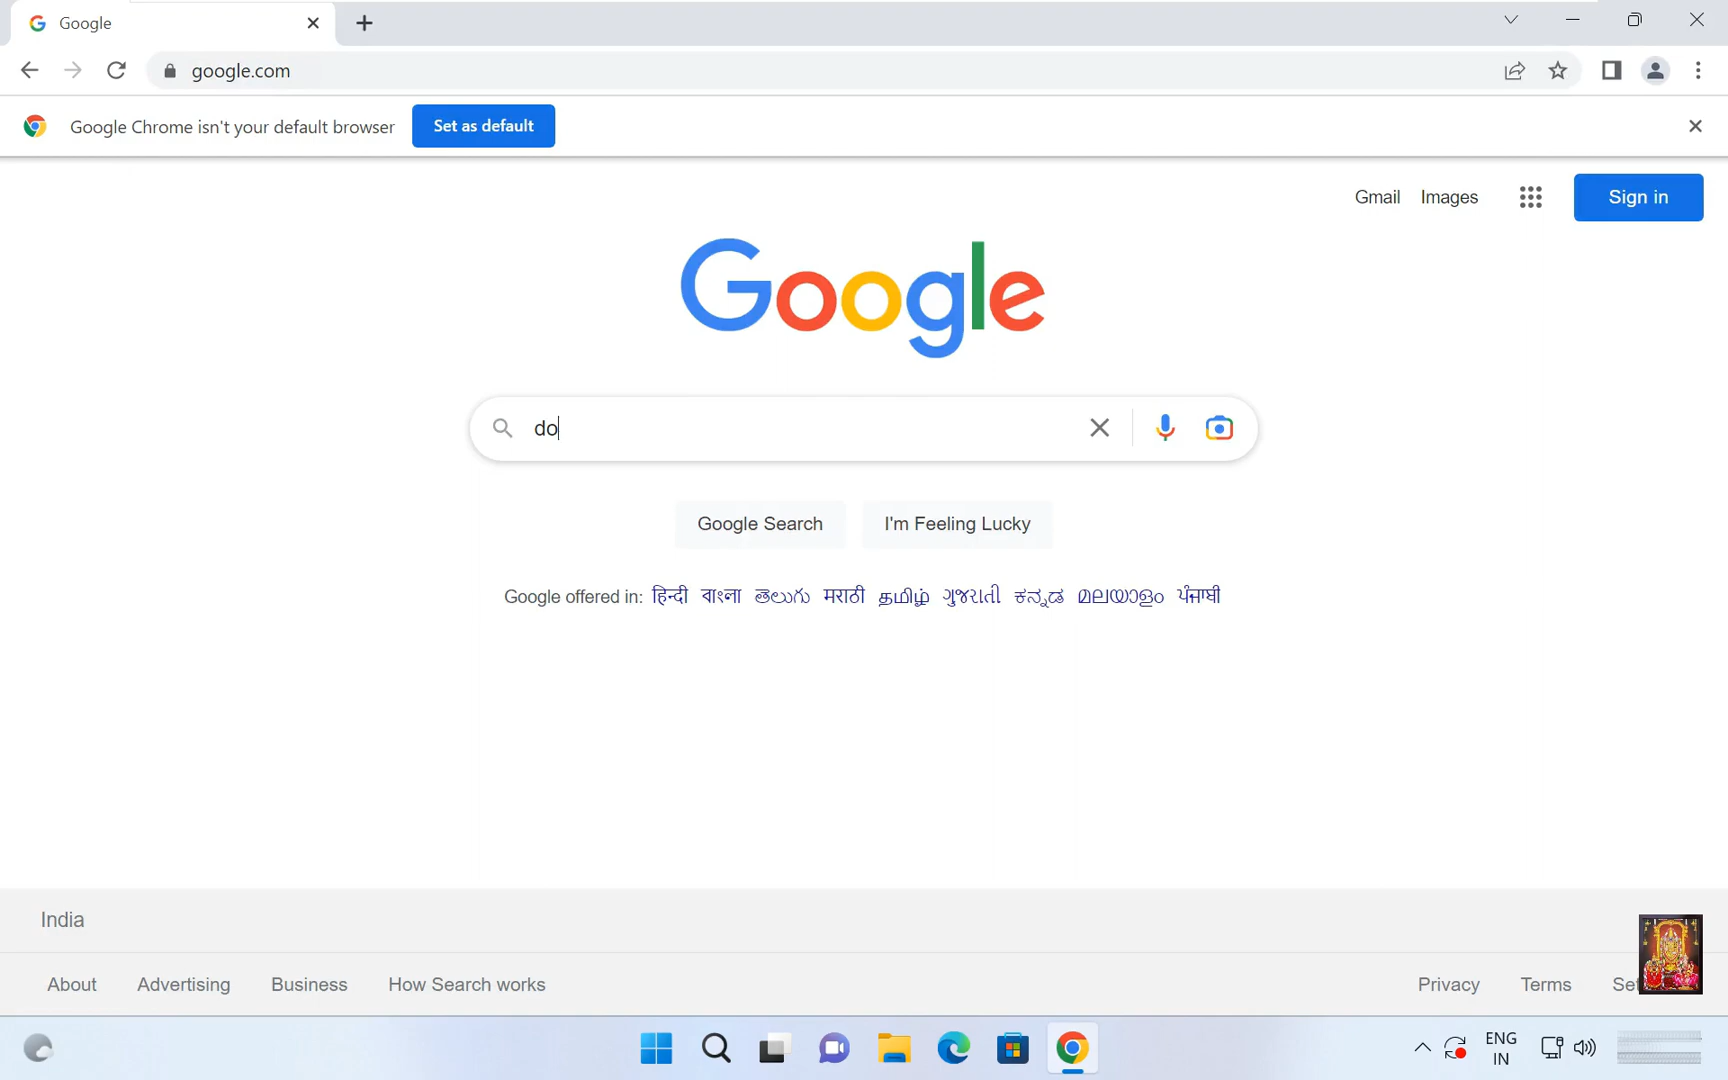 Google
google.com
Google Chrome isn't your default browser Set as default
Gmail Images Sign in
Google
do
Google Search I'm Feeling Lucky
Google offered in: हिन्दी বাংলা తెలుగు मराठी தமிழ் ગુજરાતી ಕನ್ನಡ മലയാളം ਪੰਜਾਬੀ
India
About Advertising Business How Search works Privacy Terms
ENG
IN